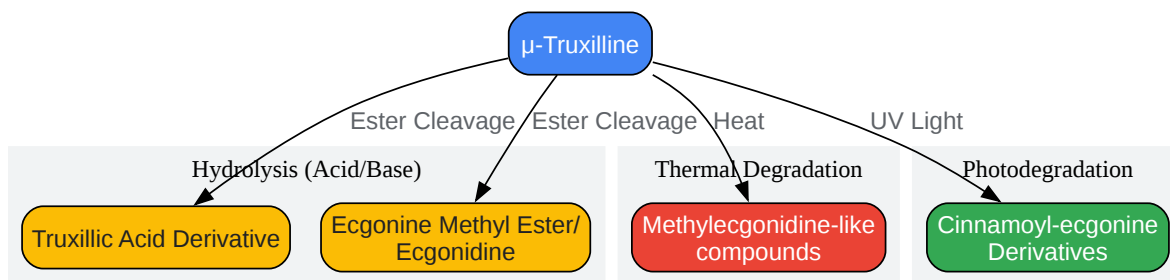 μ-Truxilline
Ester Cleavage
Ester Cleavage
Heat
UV Light
Hydrolysis (Acid/Base)
Thermal Degradation
Photodegradation
Truxillic Acid Derivative
Ecgonine Methyl Ester/
Ecgonidine
Methylecgonidine-like
compounds
Cinnamoyl-ecgonine
Derivatives